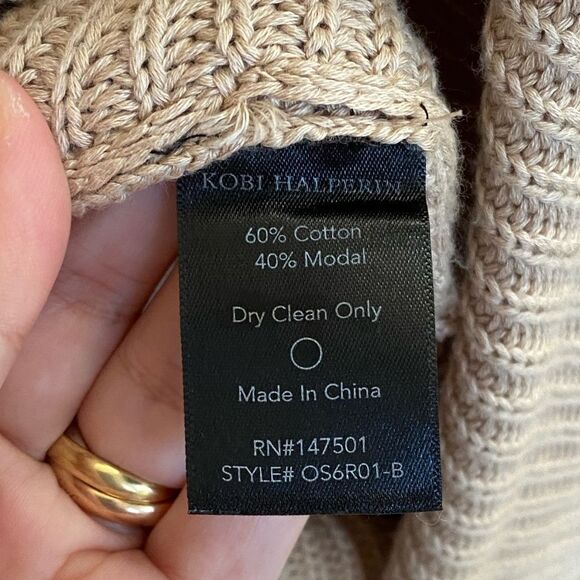 KOBI HALPERIN
60% Cotton
40% Modal
Dry Clean Only
Made In China
RN#147501
STYLE# OS6R01-B